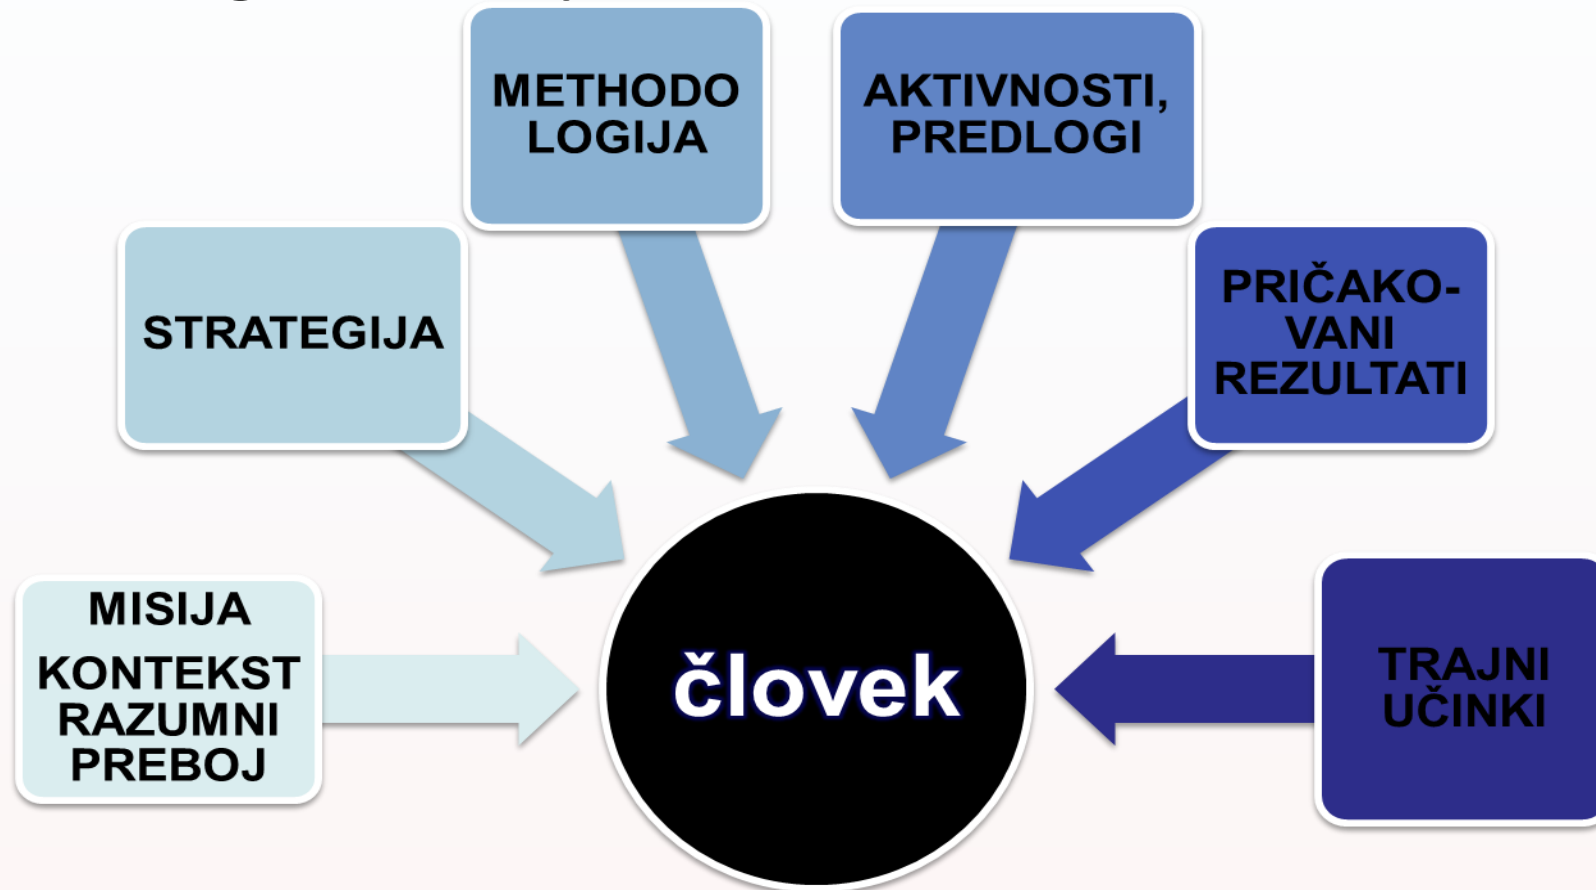 METHODO
LOGIJA
AKTIVNOSTI,
PREDLOGI
STRATEGIJA
PRIČAKO-
VANI
REZULTATI
MISIJA
KONTEKST
RAZUMNI
PREBOJ
človek
TRAJNI
UČINKI